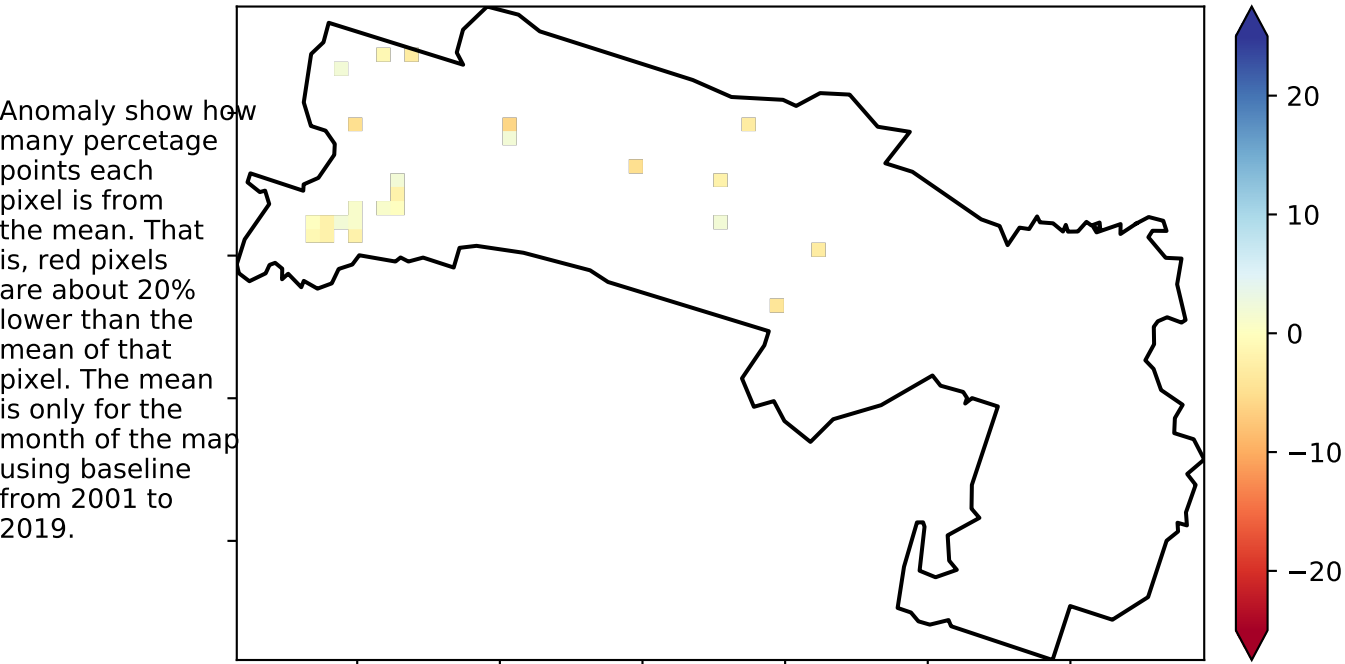 Anomaly show how
many percetage
points each
pixel is from
the mean. That
is, red pixels
are about 20%
lower than the
mean of that
pixel. The mean
is only for the
month of the map
using baseline
from 2001 to
2019.
20
10
0
−10
−20